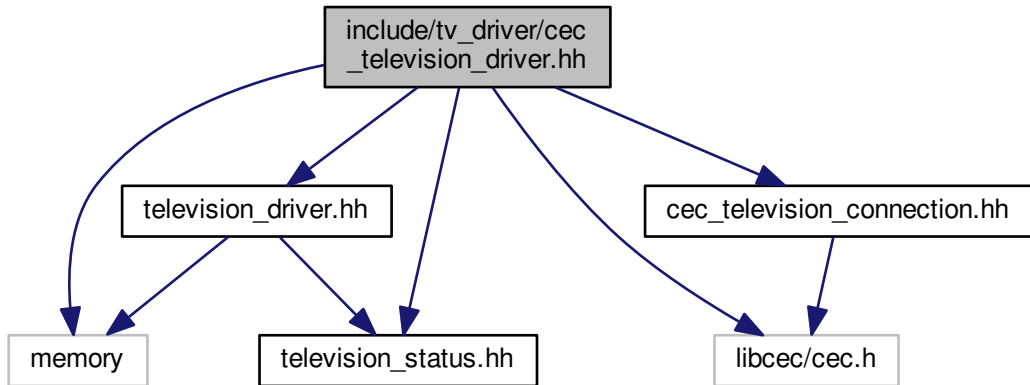 include/tv_driver/cec
_television_driver.hh
television_driver.hh
cec_television_connection.hh
memory
television_status.hh
libcec/cec.h